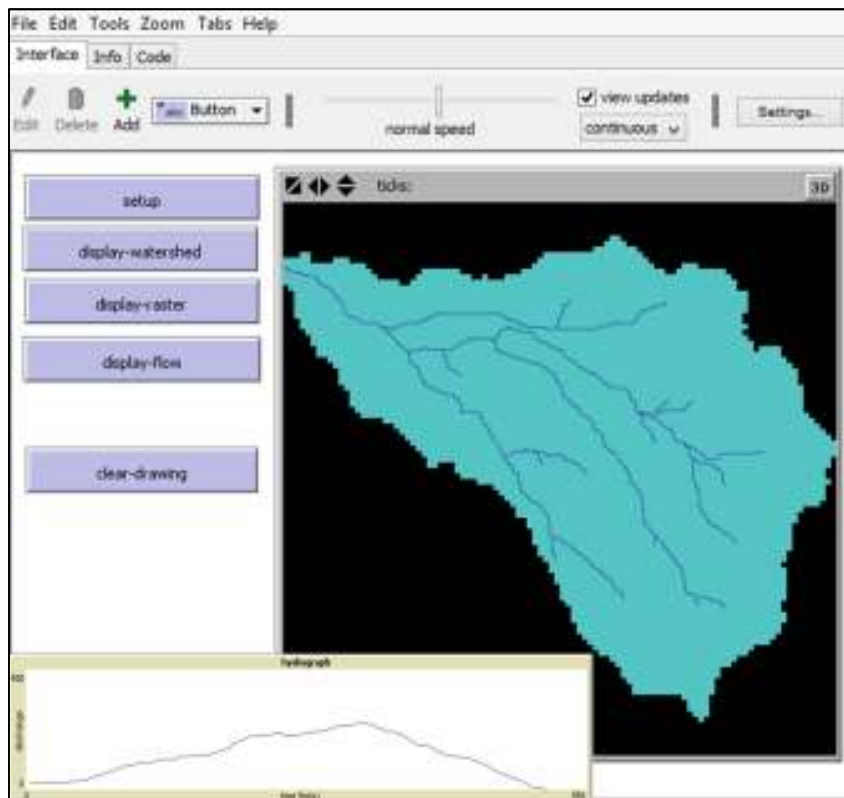 File Edit Tools Zoom Tabs Help
Interface Info Code
Edit Delete Add Button normal speed view updates continuous Settings...
setup
display-watershed
display-raster
display-flow
clear-drawing
ticks: 3D
hydrograph
0